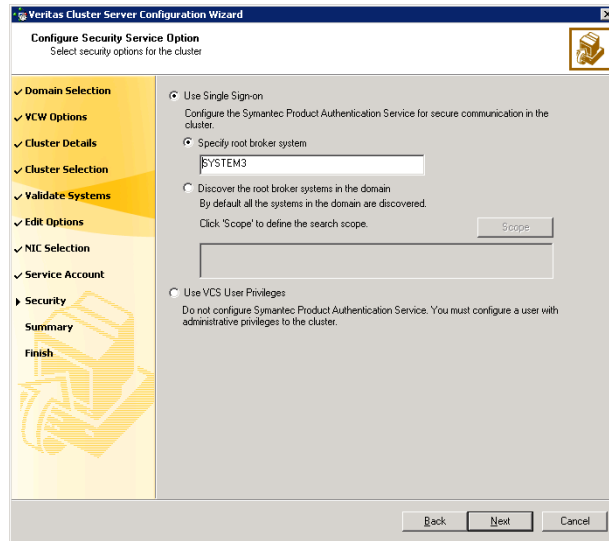 Veritas Cluster Server Configuration Wizard
Configure Security Service Option
Select security options for the cluster
Domain Selection
VCW Options
Cluster Details
Cluster Selection
Validate Systems
Edit Options
NIC Selection
Service Account
Security
Summary
Finish
Use Single Sign-on
Configure the Symantec Product Authentication Service for secure communication in the
cluster.
Specify root broker system
SYSTEM3
Discover the root broker systems in the domain
By default all the systems in the domain are discovered.
Click 'Scope' to define the search scope.
Scope
Use VCS User Privileges
Do not configure Symantec Product Authentication Service. You must configure a user with
administrative privileges to the cluster.
Back
Next
Cancel